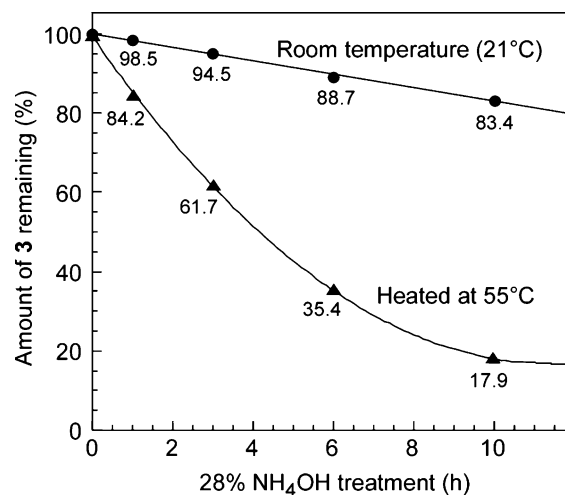 100
80
60
40
20
0
Amount of 3 remaining (%)
Room temperature (21°C)
98.5
94.5
88.7
83.4
84.2
61.7
35.4
17.9
Heated at 55°C
0 2 4 6 8 10
28% NH₄OH treatment (h)